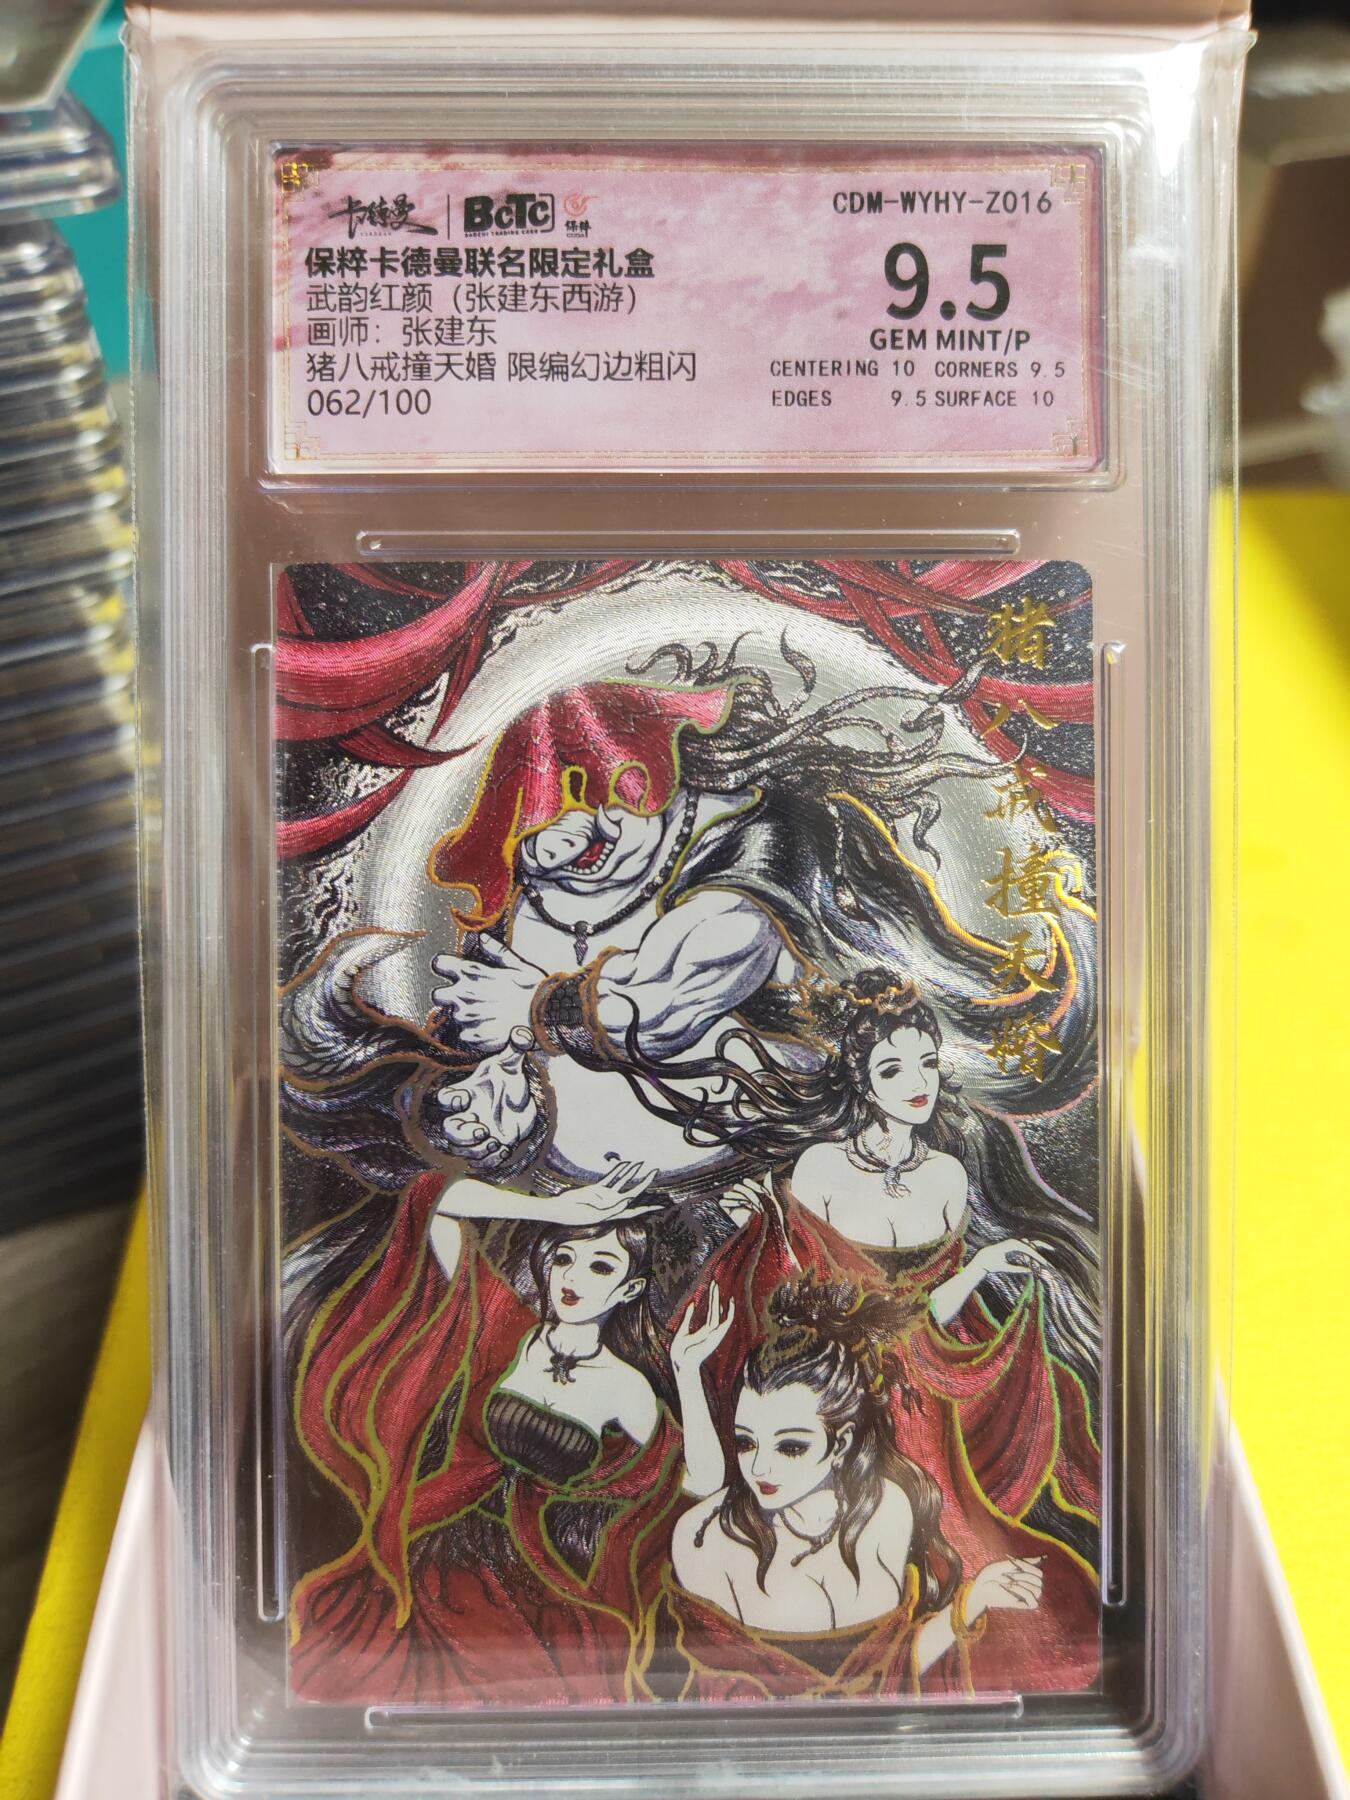 卡德曼 BCTC 保粹
CDM-WYHY-Z016
保粹卡德曼联名限定礼盒
武韵红颜（张建东西游）
画师：张建东
猪八戒撞天婚 限编幻边粗闪
062/100
9.5
GEM MINT/P
CENTERING 10 CORNERS 9.5
EDGES 9.5 SURFACE 10
猪八戒撞天婚